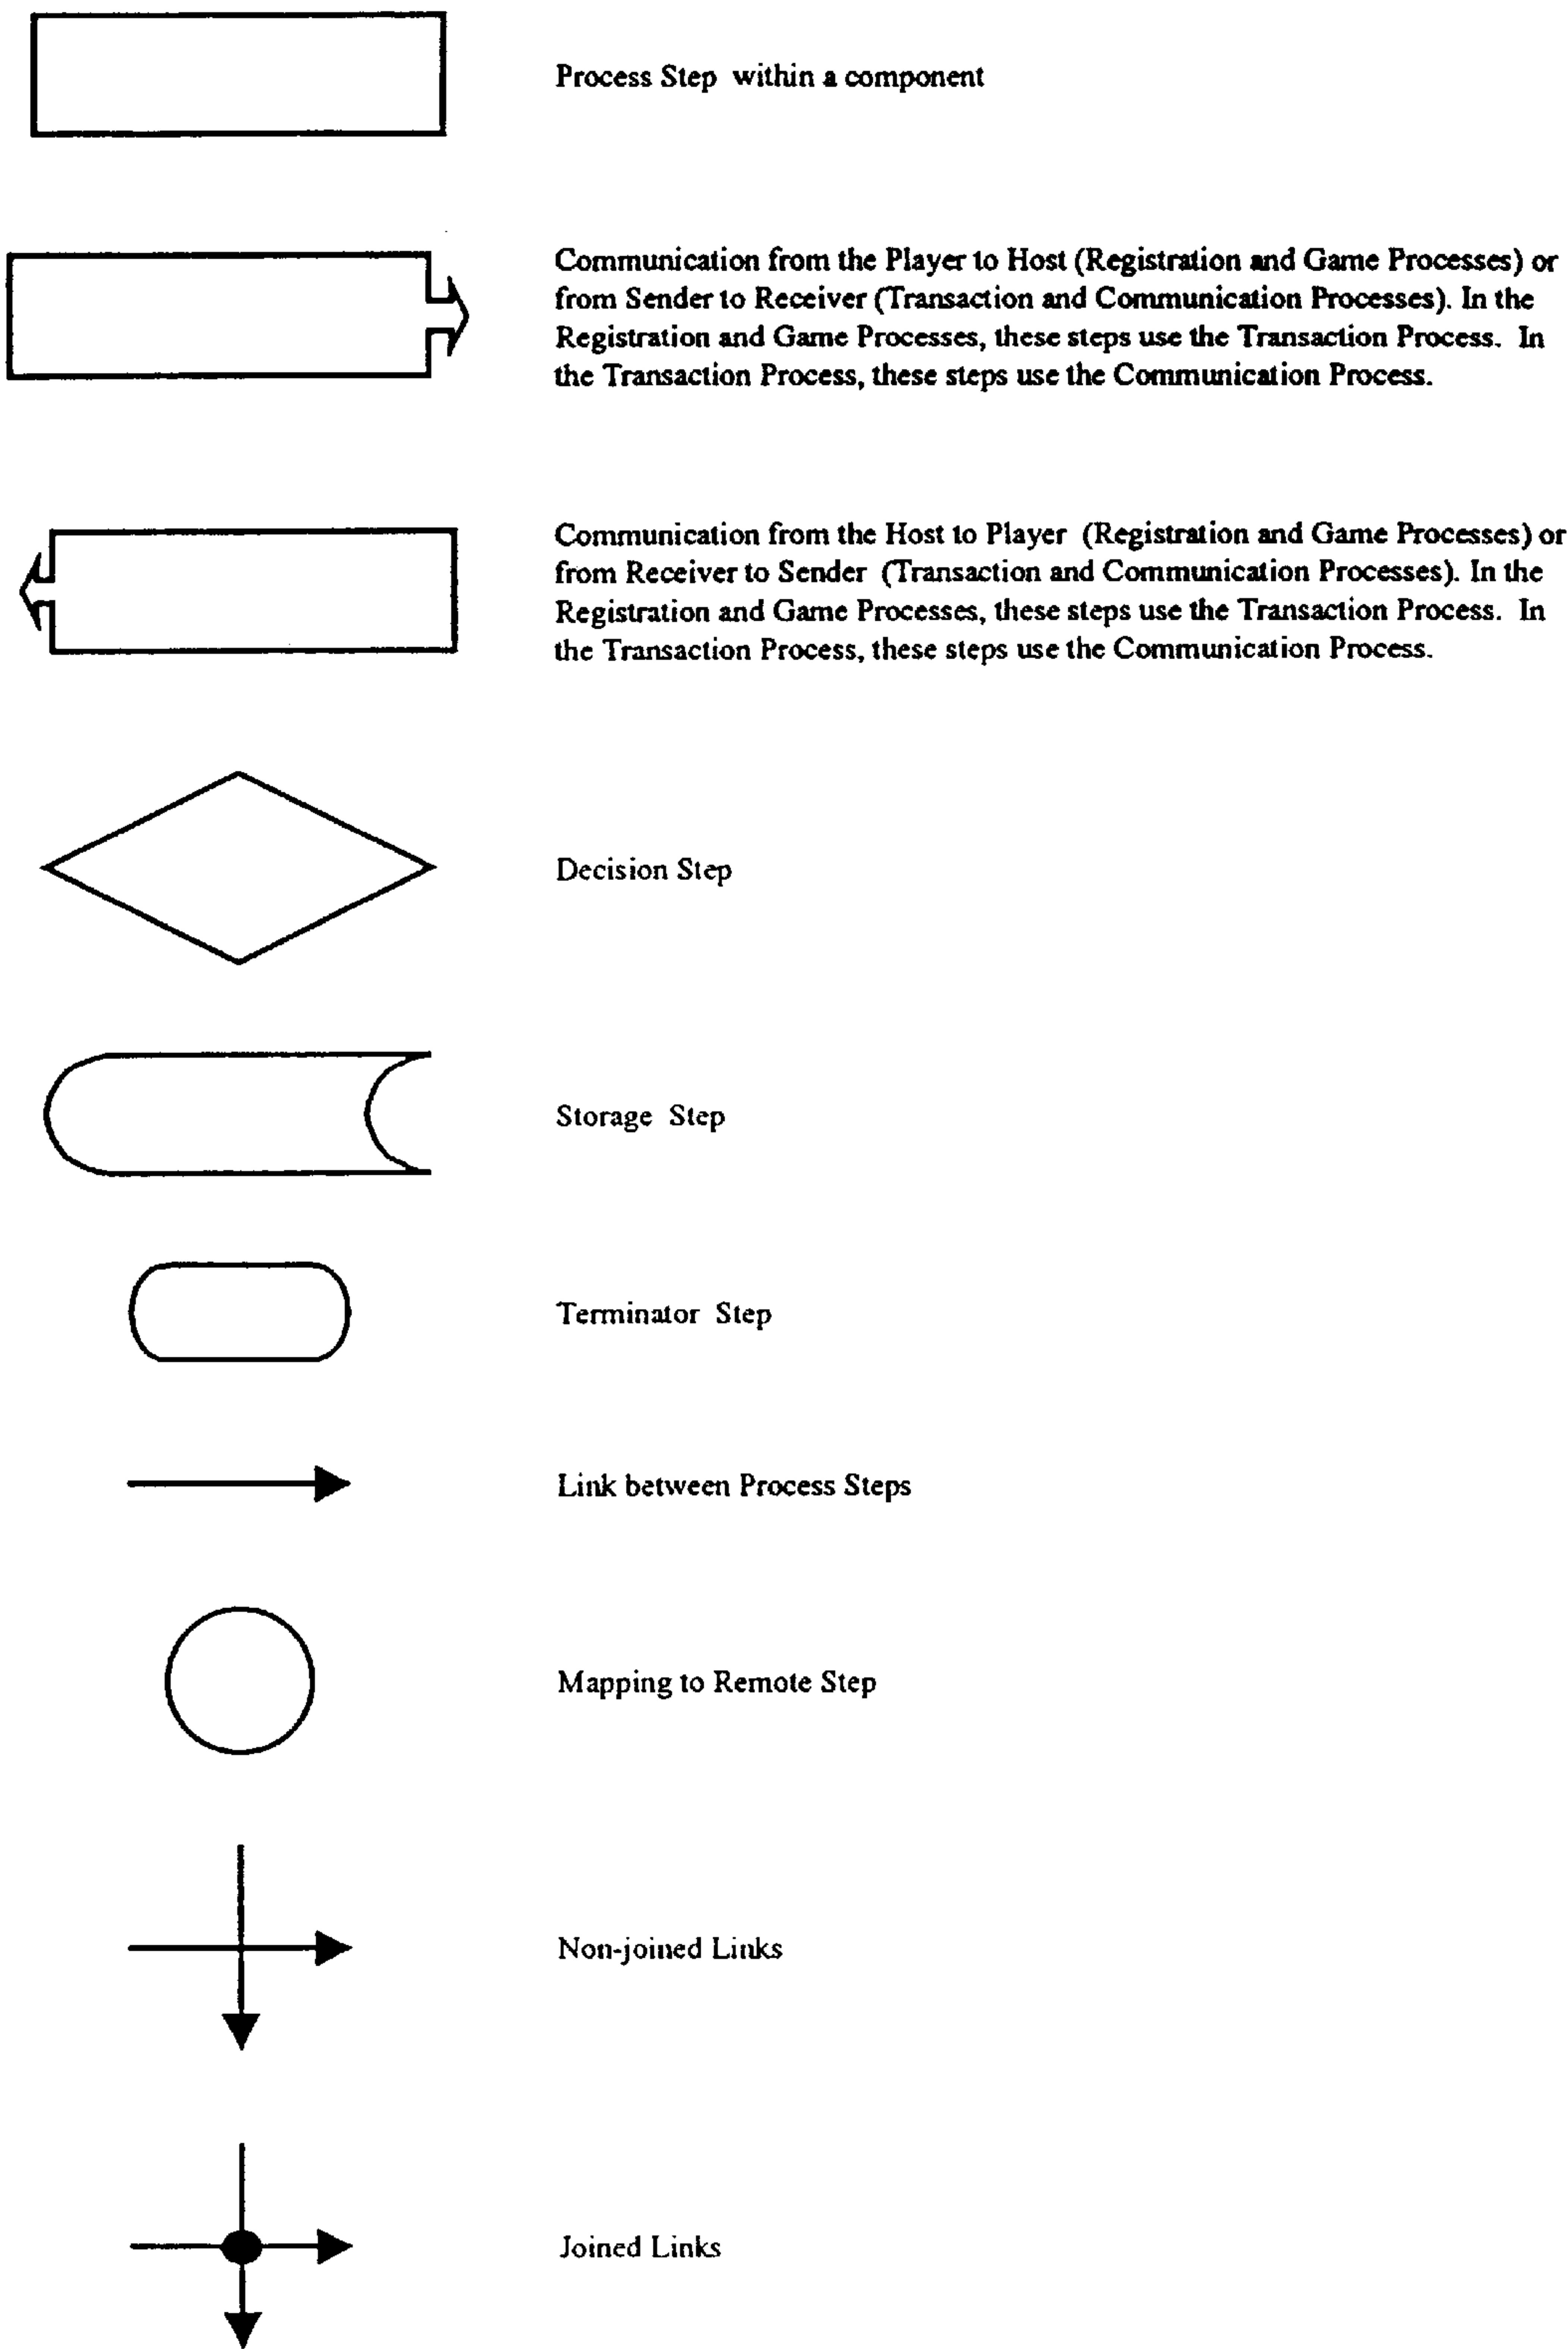 Process Step within a component
Communication from the Player to Host (Registration and Game Processes) or
from Sender to Receiver (Transaction and Communication Processes). In the
Registration and Game Processes, these steps use the Transaction Process. In
the Transaction Process, these steps use the Communication Process.
Communication from the Host to Player (Registration and Game Processes) or
from Receiver to Sender (Transaction and Communication Processes). In the
Registration and Game Processes, these steps use the Transaction Process. In
the Transaction Process, these steps use the Communication Process.
Decision Step
Storage Step
Terminator Step
Link between Process Steps
Mapping to Remote Step
Non-joined Links
Joined Links